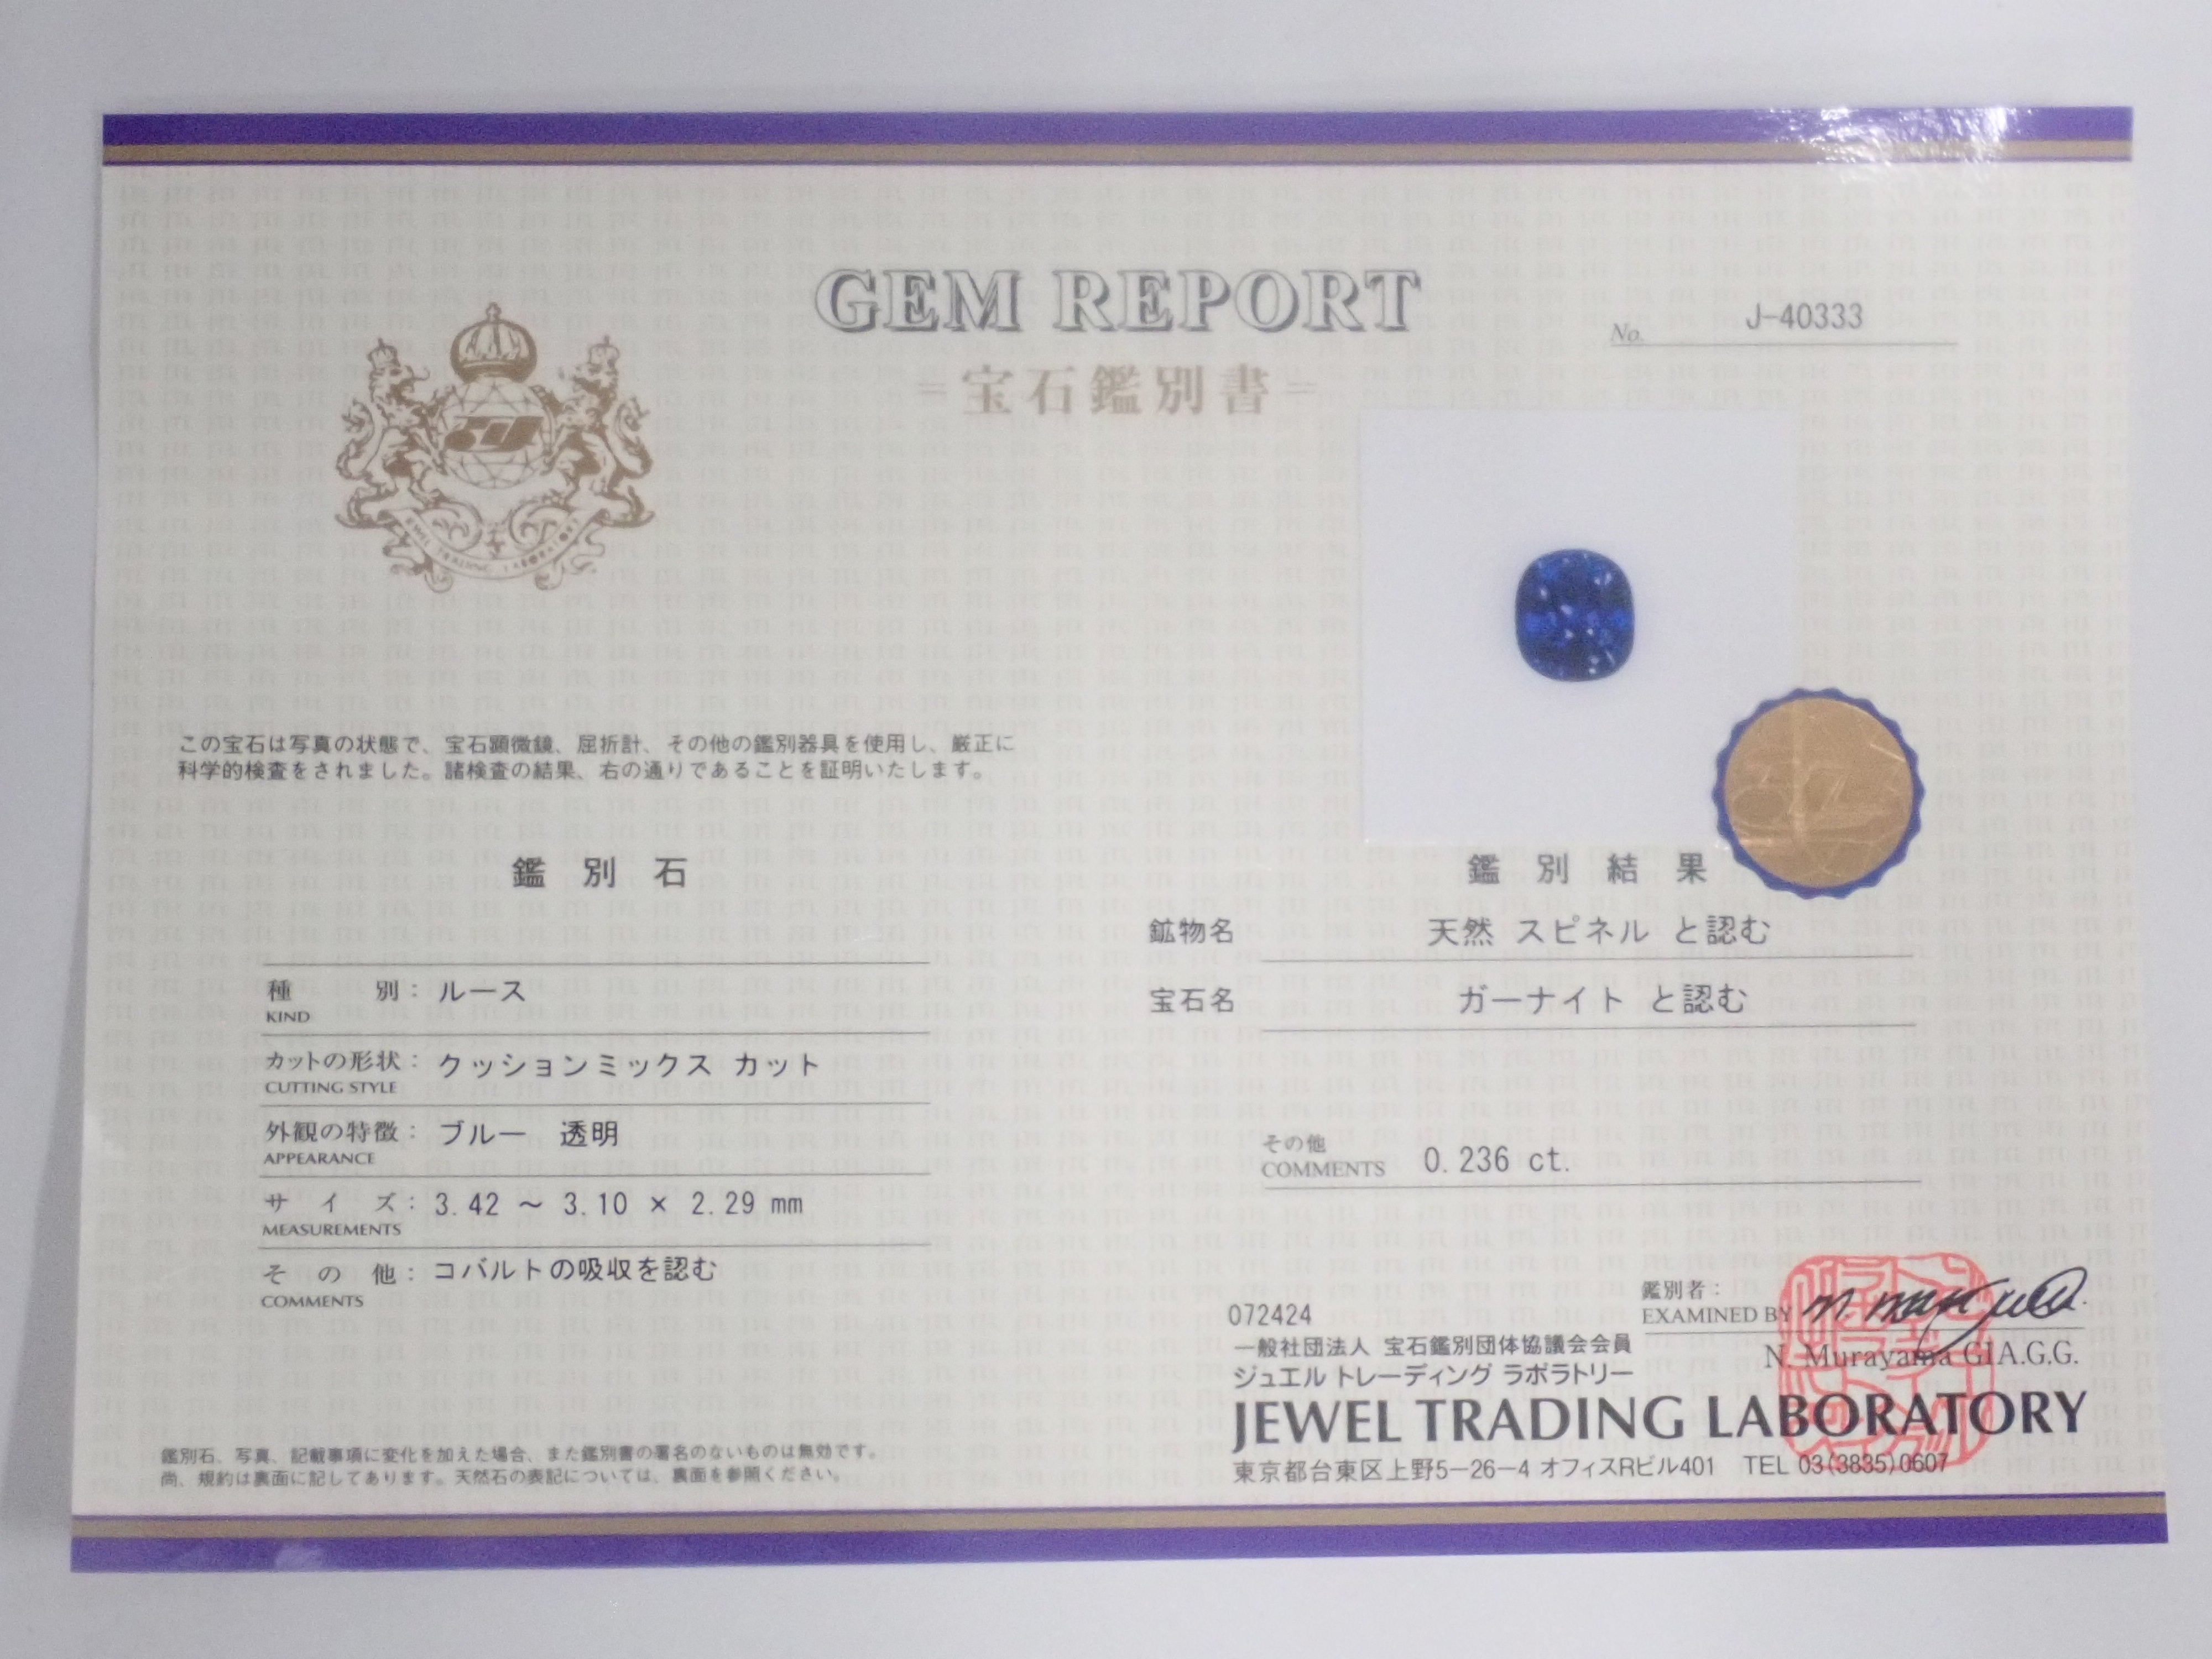 GEM REPORT
No. J-40333
=宝石鑑別書=
JEWEL TRADING LABORATORY
この宝石は写真の状態で、宝石顕微鏡、屈折計、その他の鑑別器具を使用し、厳正に
科学的検査をされました。諸検査の結果、右の通りであることを証明いたします。
鑑別石
種別: ルース
KIND
カットの形状: クッションミックス カット
CUTTING STYLE
外観の特徴: ブルー 透明
APPEARANCE
サイズ: 3.42 ～ 3.10 × 2.29 mm
MEASUREMENTS
その他: コバルトの吸収を認む
COMMENTS
鑑別石、写真、記載事項に変化を加えた場合、また鑑別書の署名のないものは無効です。
尚、規約は裏面に記してあります。天然石の表記については、裏面を参照ください。
鑑別結果
鉱物名 天然 スピネル と認む
宝石名 ガーナイト と認む
その他
COMMENTS 0.236 ct.
鑑別者:
EXAMINED BY
N. Murayama GIA.G.G.
072424
一般社団法人 宝石鑑別団体協議会会員
ジュエル トレーディング ラボラトリー
JEWEL TRADING LABORATORY
東京都台東区上野5-26-4 オフィスRビル401 TEL 03(3835)0607